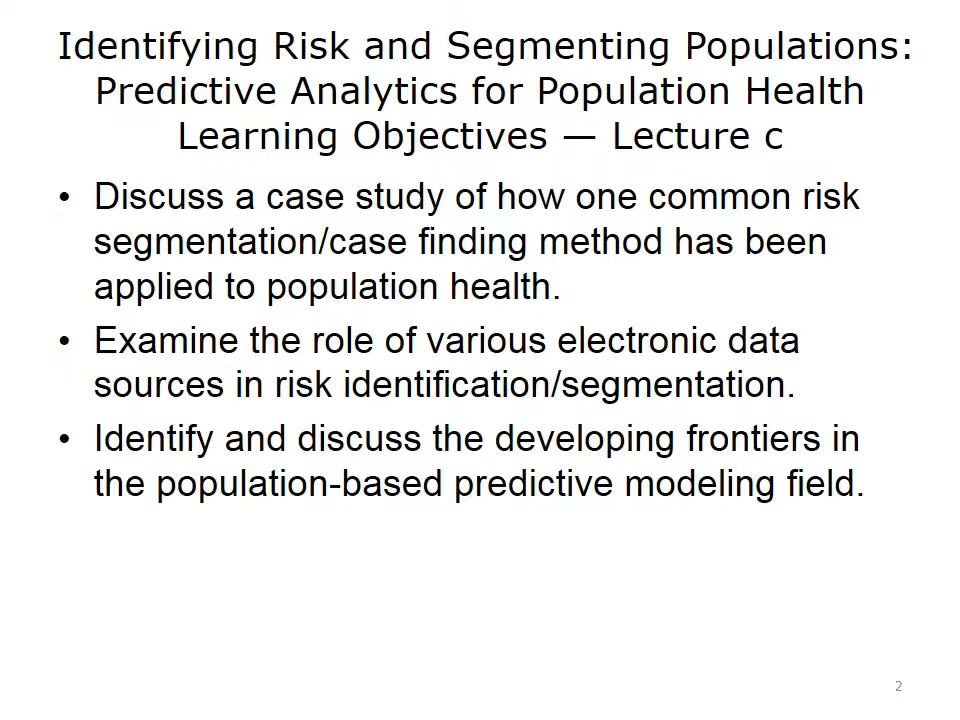 Identifying Risk and Segmenting Populations:
Predictive Analytics for Population Health
Learning Objectives — Lecture c
• Discuss a case study of how one common risk
segmentation/case finding method has been
applied to population health.
• Examine the role of various electronic data
sources in risk identification/segmentation.
• Identify and discuss the developing frontiers in
the population-based predictive modeling field.
2